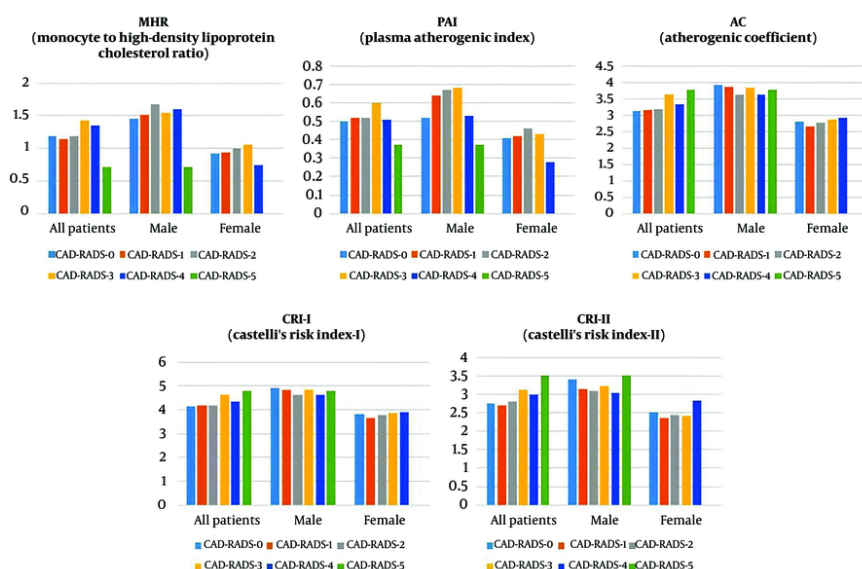 MHR
(monocyte to high-density lipoprotein
cholesterol ratio)
2
1.5
1
0.5
0
All patients Male Female
CAD-RADS-0 CAD-RADS-1 CAD-RADS-2
CAD-RADS-3 CAD-RADS-4 CAD-RADS-5
PAI
(plasma atherogenic index)
0.8
0.7
0.6
0.5
0.4
0.3
0.2
0.1
0
All patients Male Female
CAD-RADS-0 CAD-RADS-1 CAD-RADS-2
CAD-RADS-3 CAD-RADS-4 CAD-RADS-5
AC
(atherogenic coefficient)
4.5
4
3.5
3
2.5
2
1.5
1
0.5
0
All patients Male Female
CAD-RADS-0 CAD-RADS-1 CAD-RADS-2
CAD-RADS-3 CAD-RADS-4 CAD-RADS-5
CRI-I
(castelli's risk index-I)
6
5
4
3
2
1
0
All patients Male Female
CAD-RADS-0 CAD-RADS-1 CAD-RADS-2
CAD-RADS-3 CAD-RADS-4 CAD-RADS-5
CRI-II
(castelli's risk index-II)
4
3.5
3
2.5
2
1.5
1
0.5
0
All patients Male Female
CAD-RADS-0 CAD-RADS-1 CAD-RADS-2
CAD-RADS-3 CAD-RADS-4 CAD-RADS-5